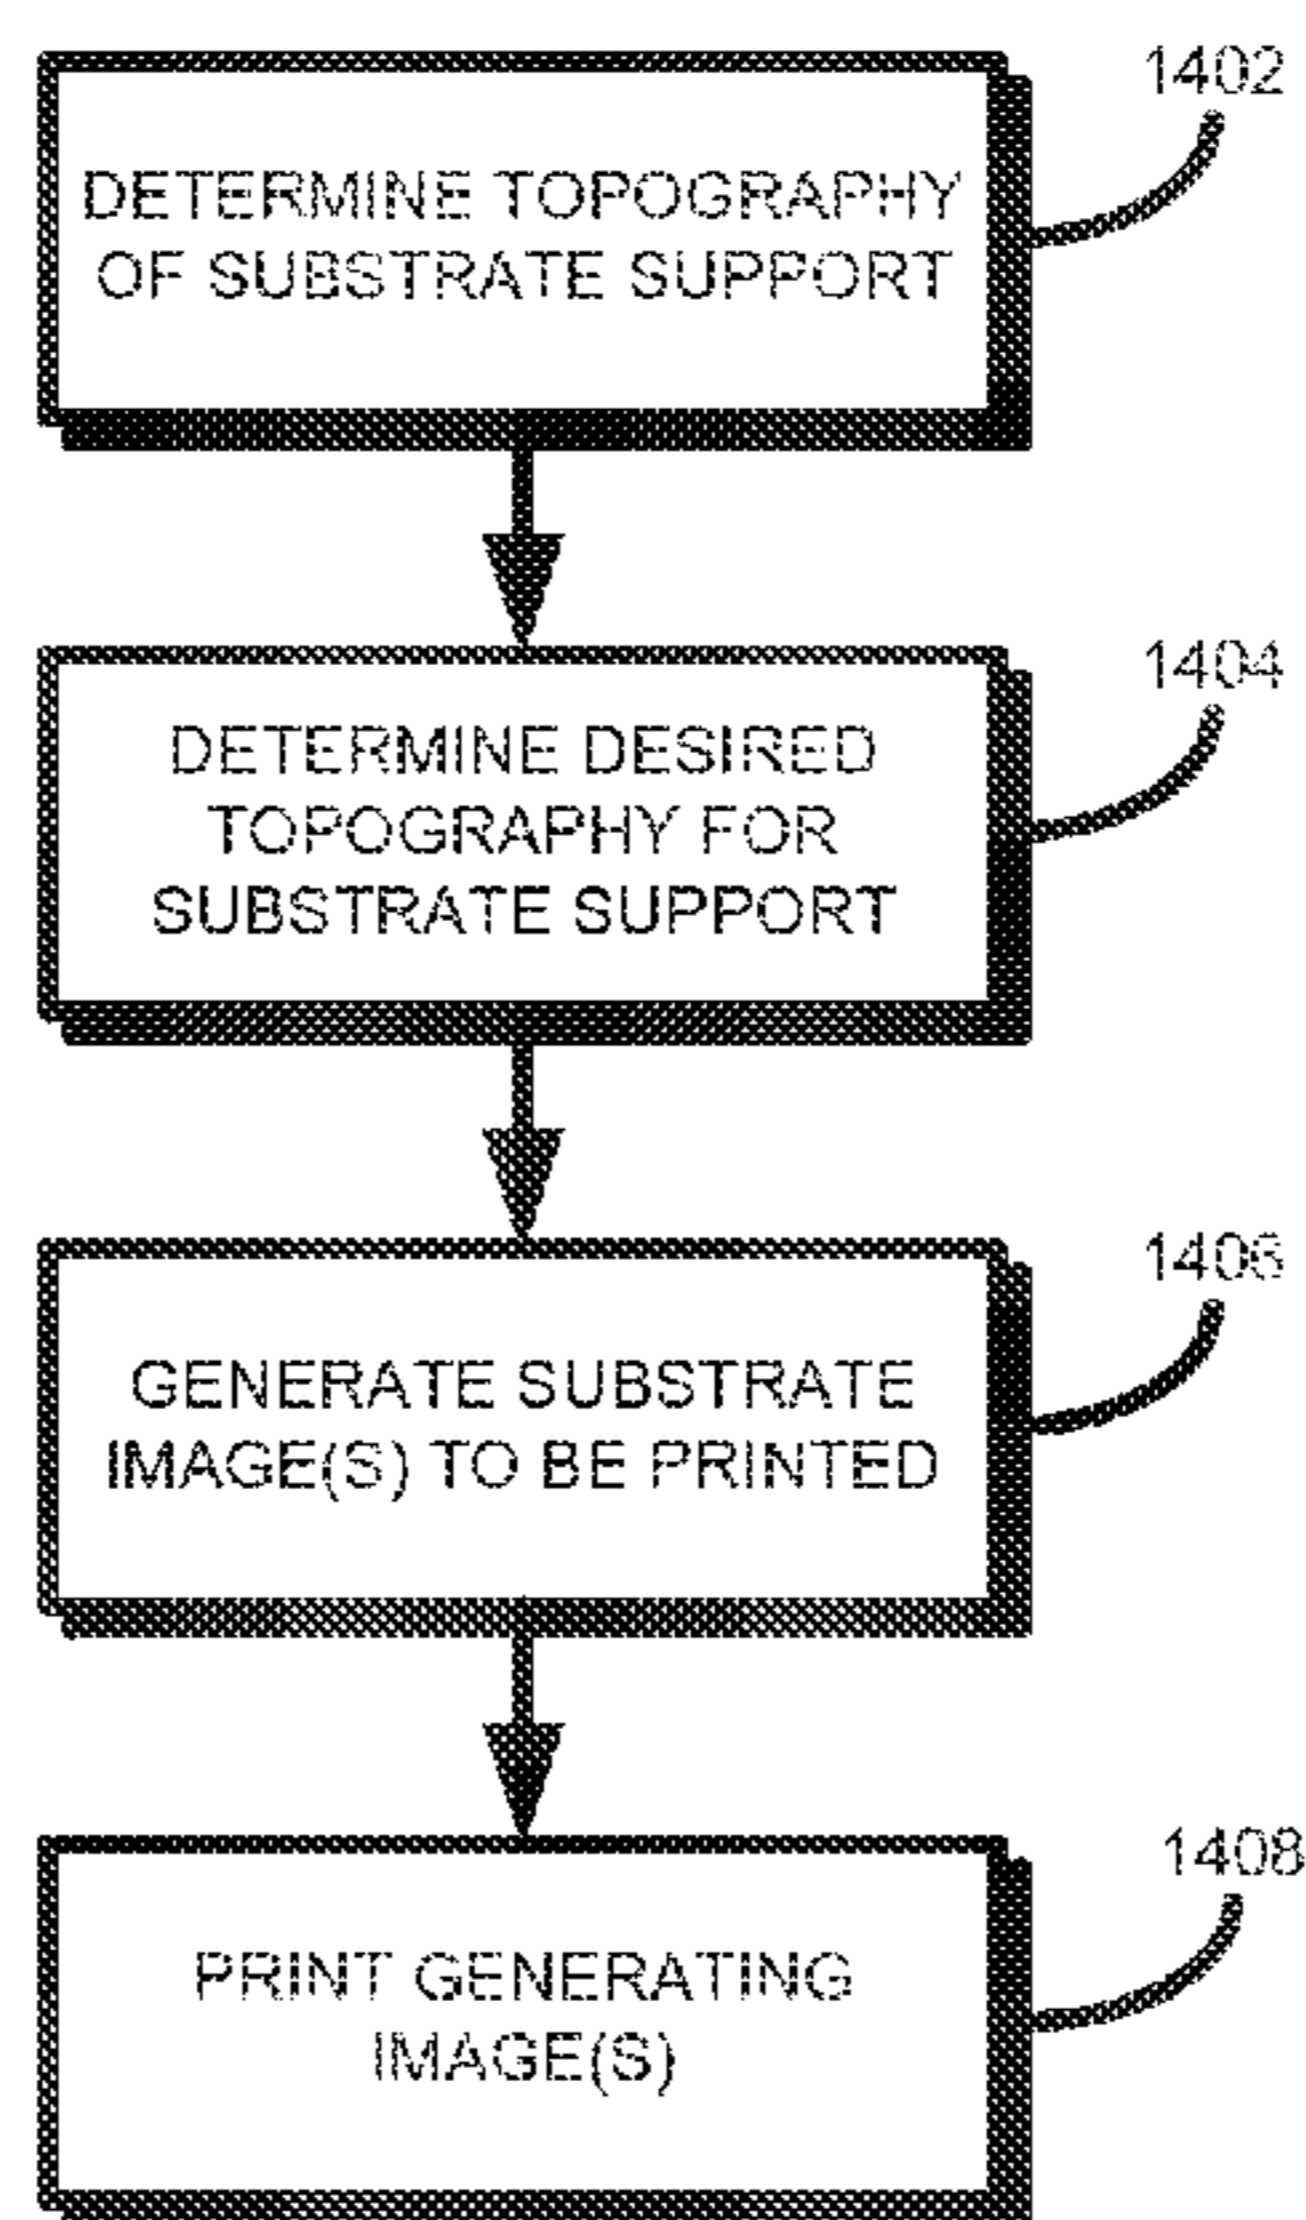 1402
DETERMINE TOPOGRAPHY
OF SUBSTRATE SUPPORT
1404
DETERMINE DESIRED
TOPOGRAPHY FOR
SUBSTRATE SUPPORT
1406
GENERATE SUBSTRATE
IMAGE(S) TO BE PRINTED
1408
PRINT GENERATING
IMAGE(S)